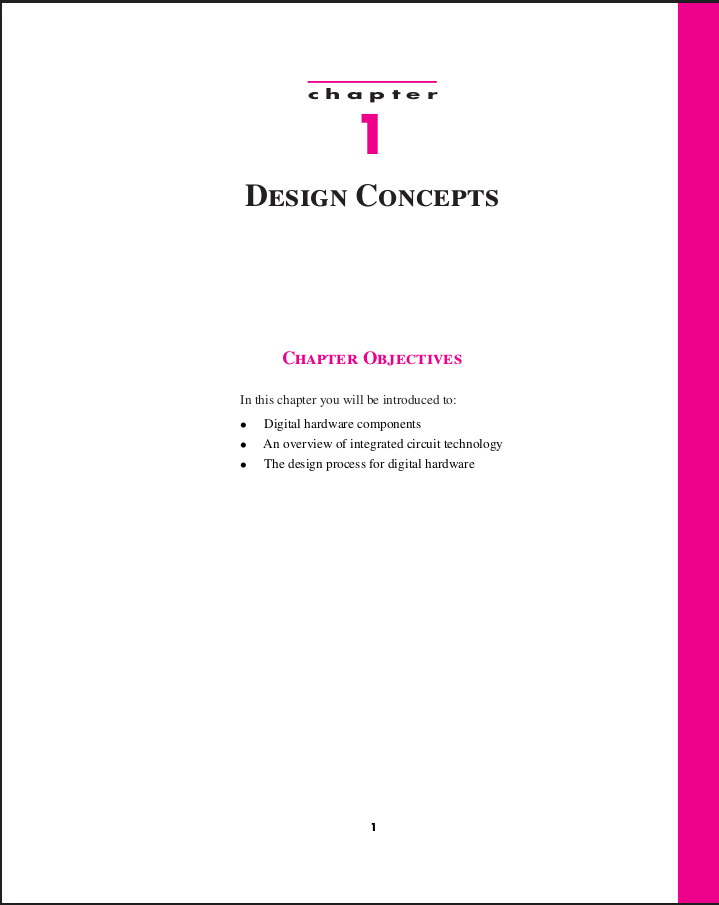 chapter
1
DESIGN CONCEPTS
CHAPTER OBJECTIVES
In this chapter you will be introduced to:
• Digital hardware components
• An overview of integrated circuit technology
• The design process for digital hardware
1